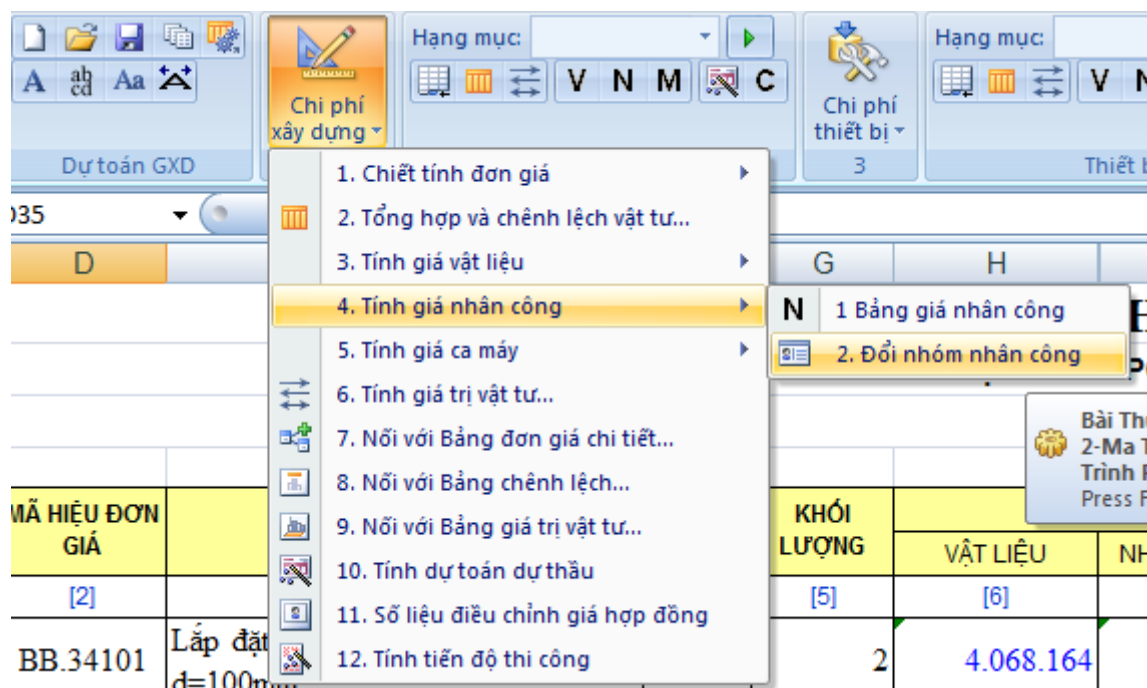 Hạng mục:
Hạng mục:
A ab cd Aa A
V N M C
V N
Chi phí
xây dựng
Chi phí
thiết bị
Dự toán GXD
3
Thiết
35
1. Chiết tính đơn giá
2. Tổng hợp và chênh lệch vật tư...
3. Tính giá vật liệu
4. Tính giá nhân công
5. Tính giá ca máy
6. Tính giá trị vật tư...
7. Nối với Bảng đơn giá chi tiết...
8. Nối với Bảng chênh lệch...
9. Nối với Bảng giá trị vật tư...
10. Tính dự toán dự thầu
11. Số liệu điều chỉnh giá hợp đồng
12. Tính tiến độ thi công
N 1 Bảng giá nhân công
2. Đổi nhóm nhân công
D G H
Bài
2-Ma
Trình
Press
MÃ HIỆU ĐƠN
GIÁ
KHỐI
LƯỢNG
VẬT LIỆU
[2] [5] [6]
BB.34101 Lắp đặt 2 4.068.164